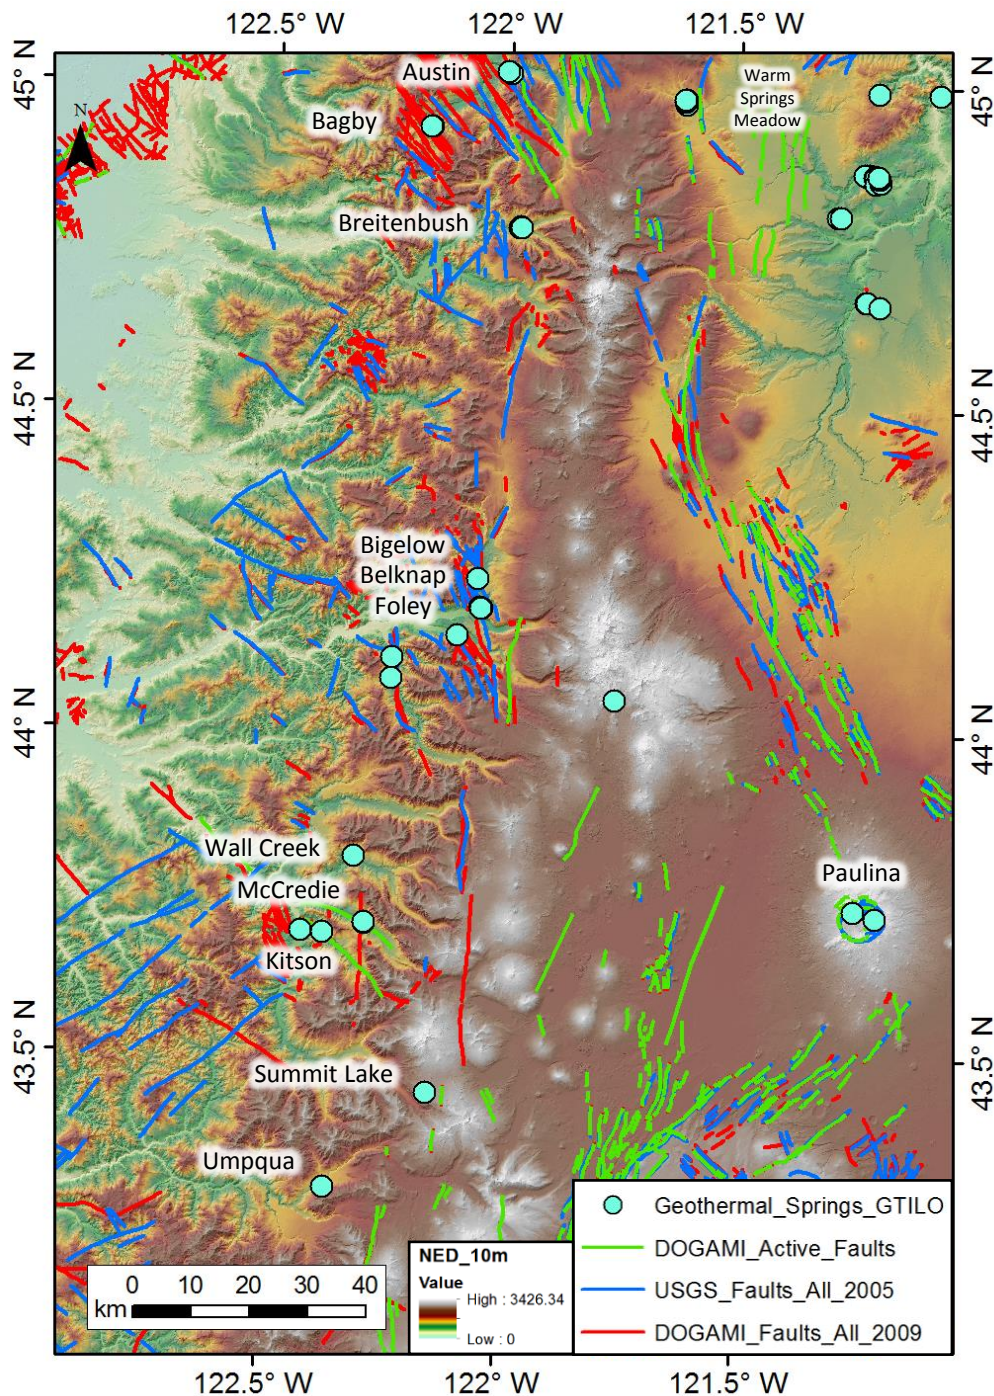 122.5° W 122° W 121.5° W
45° N
45° N
N
Austin
Bagby
Warm
Springs
Meadow
Breitenbush
44.5° N
44.5° N
Bigelow
Belknap
Foley
44° N
44° N
Wall Creek
McCredie
Kitson
Paulina
43.5° N
43.5° N
Summit Lake
Umpqua
0 10 20 30 40
km
NED_10m
Value
High : 3426.34
Low : 0
Geothermal_Springs_GTILO
DOGAMI_Active_Faults
USGS_Faults_All_2005
DOGAMI_Faults_All_2009
122.5° W 122° W 121.5° W